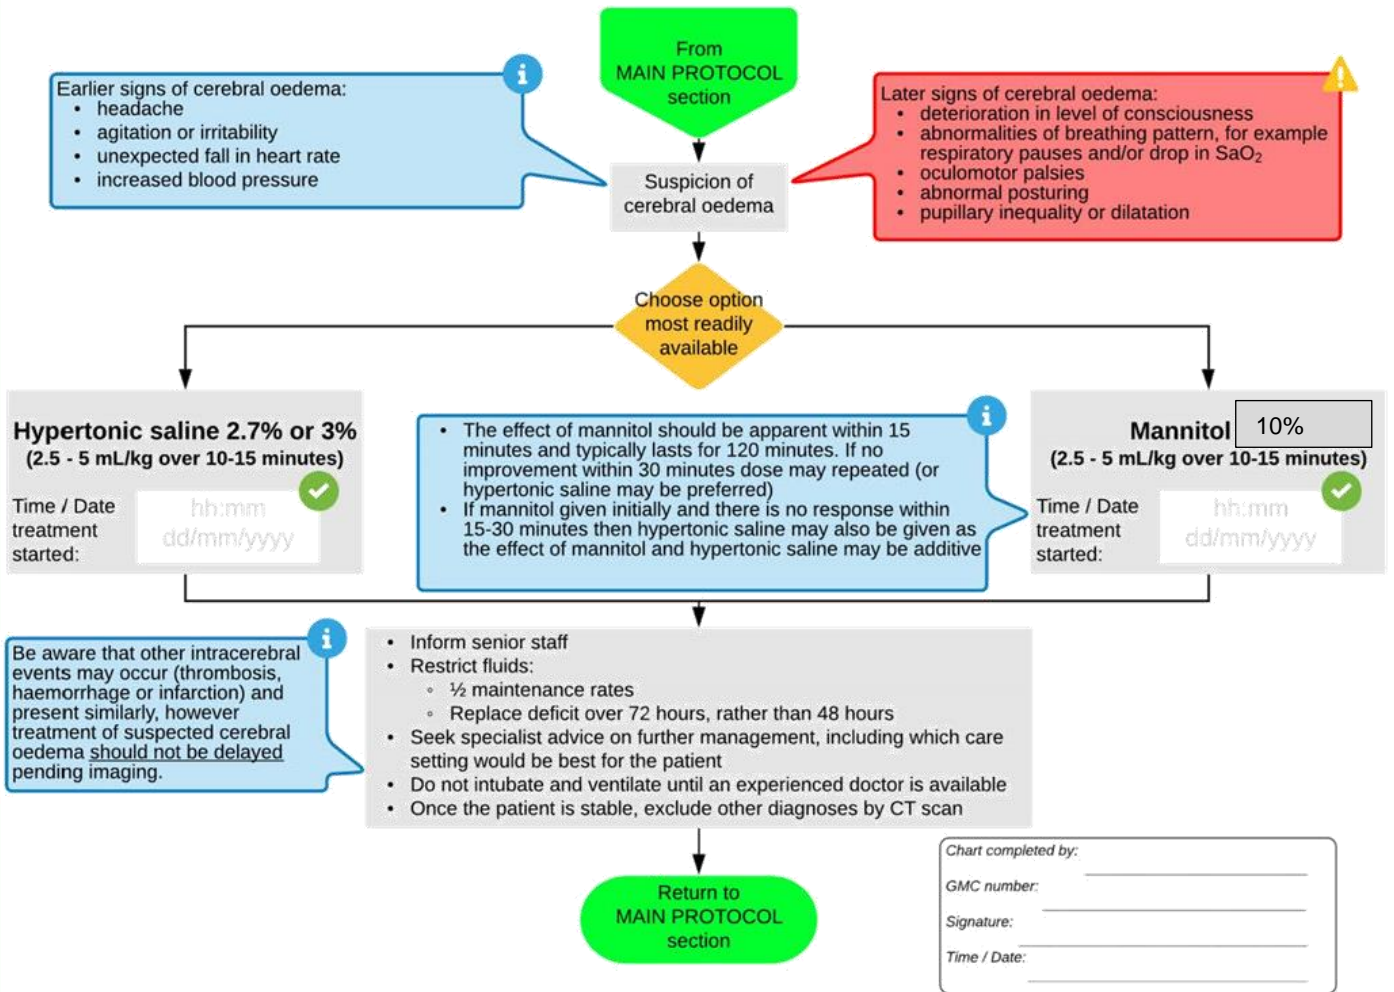 From
MAIN PROTOCOL
section
Earlier signs of cerebral oedema:
• headache
• agitation or irritability
• unexpected fall in heart rate
• increased blood pressure
Later signs of cerebral oedema:
• deterioration in level of consciousness
• abnormalities of breathing pattern, for example
respiratory pauses and/or drop in SaO₂
• oculomotor palsies
• abnormal posturing
• pupillary inequality or dilatation
Suspicion of
cerebral oedema
Choose option
most readily
available
Hypertonic saline 2.7% or 3%
(2.5 - 5 mL/kg over 10-15 minutes)
Time / Date
treatment
started:
hh:mm
dd/mm/yyyy
• The effect of mannitol should be apparent within 15
minutes and typically lasts for 120 minutes. If no
improvement within 30 minutes dose may repeated (or
hypertonic saline may be preferred)
• If mannitol given initially and there is no response within
15-30 minutes then hypertonic saline may also be given as
the effect of mannitol and hypertonic saline may be additive
Mannitol 10%
(2.5 - 5 mL/kg over 10-15 minutes)
Time / Date
treatment
started:
hh:mm
dd/mm/yyyy
Be aware that other intracerebral
events may occur (thrombosis,
haemorrhage or infarction) and
present similarly, however
treatment of suspected cerebral
oedema should not be delayed
pending imaging.
• Inform senior staff
• Restrict fluids:
◦ ½ maintenance rates
◦ Replace deficit over 72 hours, rather than 48 hours
• Seek specialist advice on further management, including which care
setting would be best for the patient
• Do not intubate and ventilate until an experienced doctor is available
• Once the patient is stable, exclude other diagnoses by CT scan
Return to
MAIN PROTOCOL
section
Chart completed by:
GMC number:
Signature:
Time / Date: